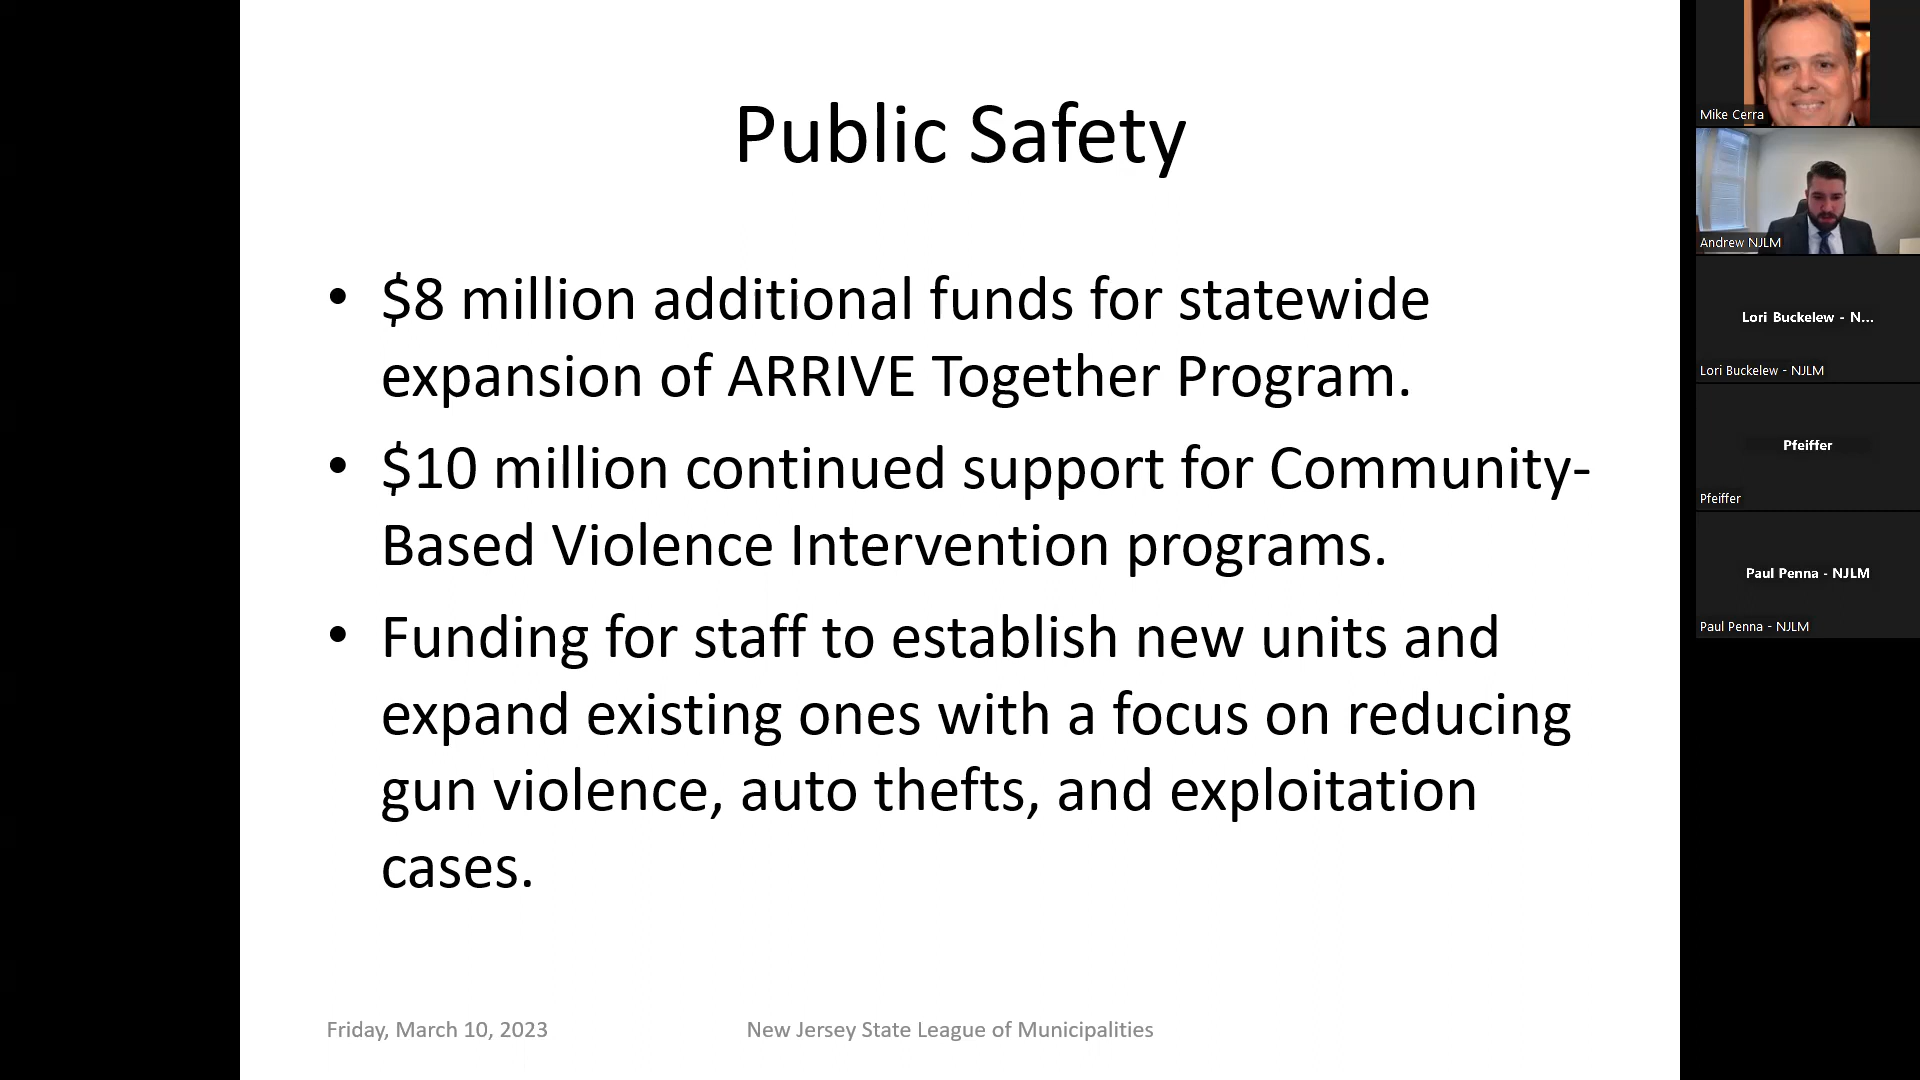 Public Safety
• $8 million additional funds for statewide
expansion of ARRIVE Together Program.
• $10 million continued support for Community-
Based Violence Intervention programs.
• Funding for staff to establish new units and
expand existing ones with a focus on reducing
gun violence, auto thefts, and exploitation
cases.
Friday, March 10, 2023
New Jersey State League of Municipalities
Mike Cerra
Andrew NJLM
Lori Buckelew - N...
Lori Buckelew - NJLM
Pfeiffer
Pfeiffer
Paul Penna - NJLM
Paul Penna - NJLM